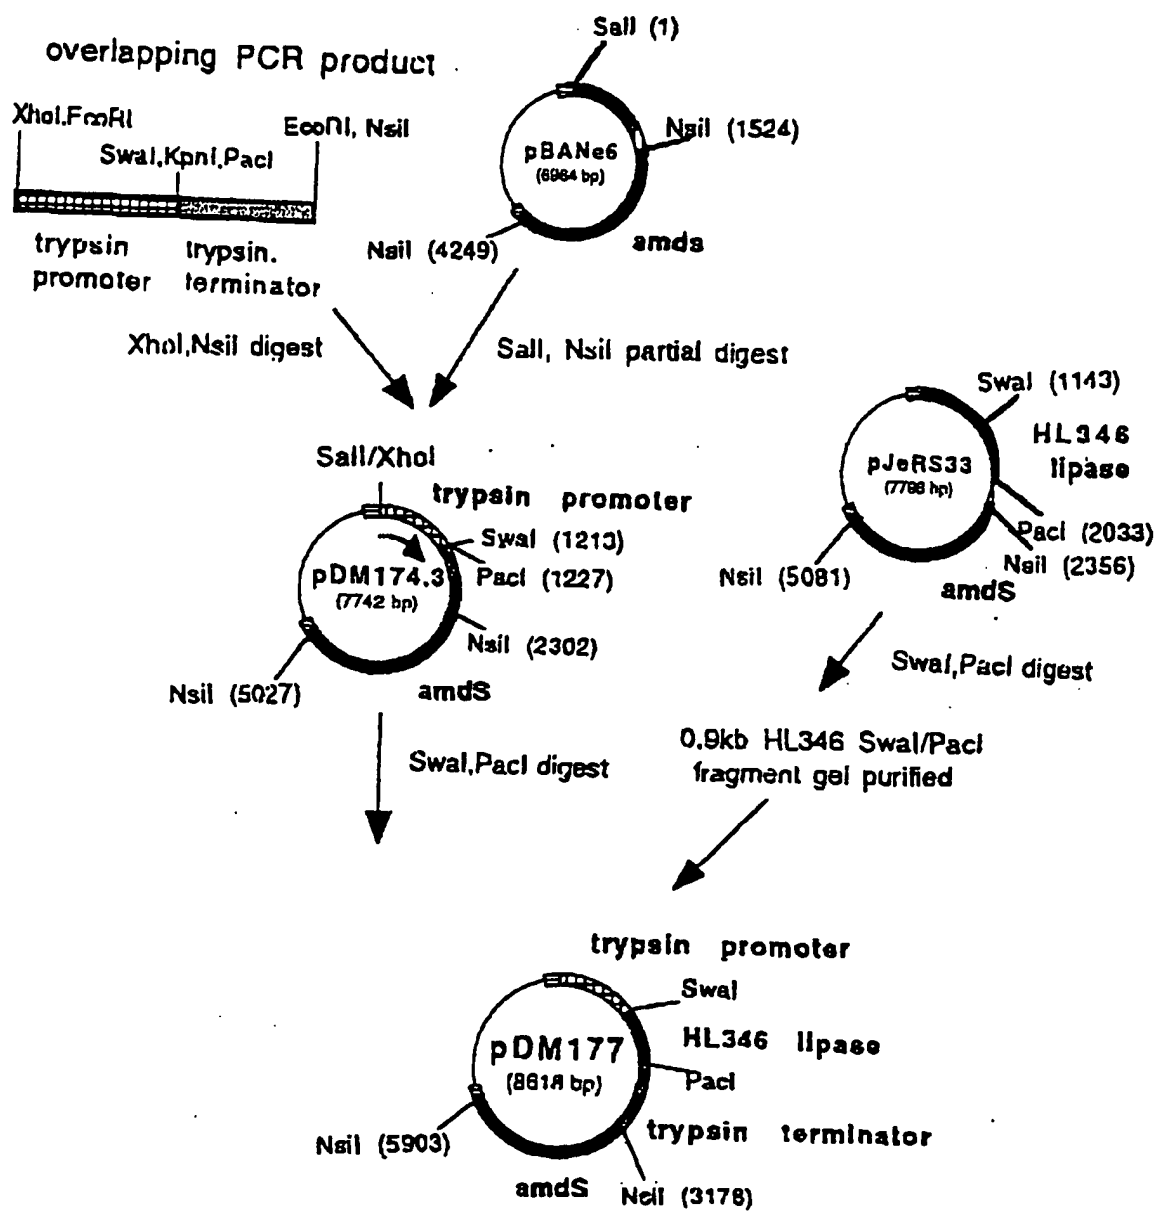 overlapping PCR product
XhoI,EcoRI
EcoRI, NsiI
SwaI,KpnI,PacI
trypsin promoter
trypsin. terminator
SalI (1)
NsiI (1524)
pBANe6
(6964 bp)
NsiI (4249)
amds
XhoI,NsiI digest
SalI, NsiI partial digest
SalI/XhoI
trypsin promoter
SwaI (1213)
PacI (1227)
pDM174.3
(7742 bp)
NsiI (2302)
NsiI (5027)
amdS
SwaI,PacI digest
SwaI (1143)
HL346
lipase
pJeRS33
(7796 bp)
PacI (2033)
NsiI (2356)
NsiI (5081)
amdS
SwaI,PacI digest
0.9kb HL346 SwaI/PacI
fragment gel purified
trypsin promoter
SwaI
HL346 lipase
pDM177
(8618 bp)
PacI
trypsin terminator
NsiI (5903)
amdS
NsiI (3178)